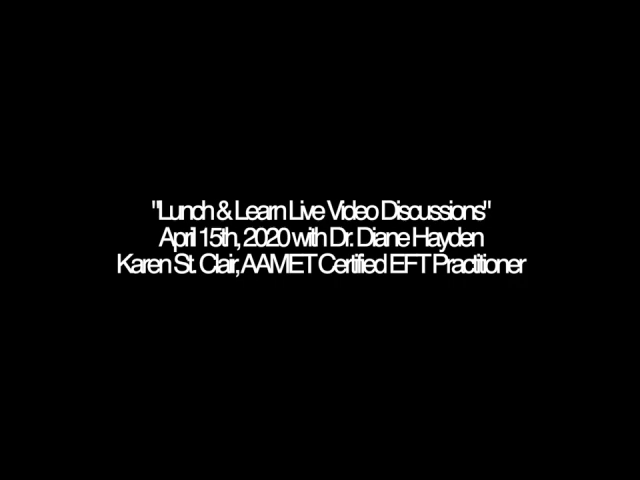 "Lunch & Learn Live Video Discussions"
April 15th, 2020 with Dr. Diane Hayden
Karen St. Clair, AAMET Certified EFT Practitioner